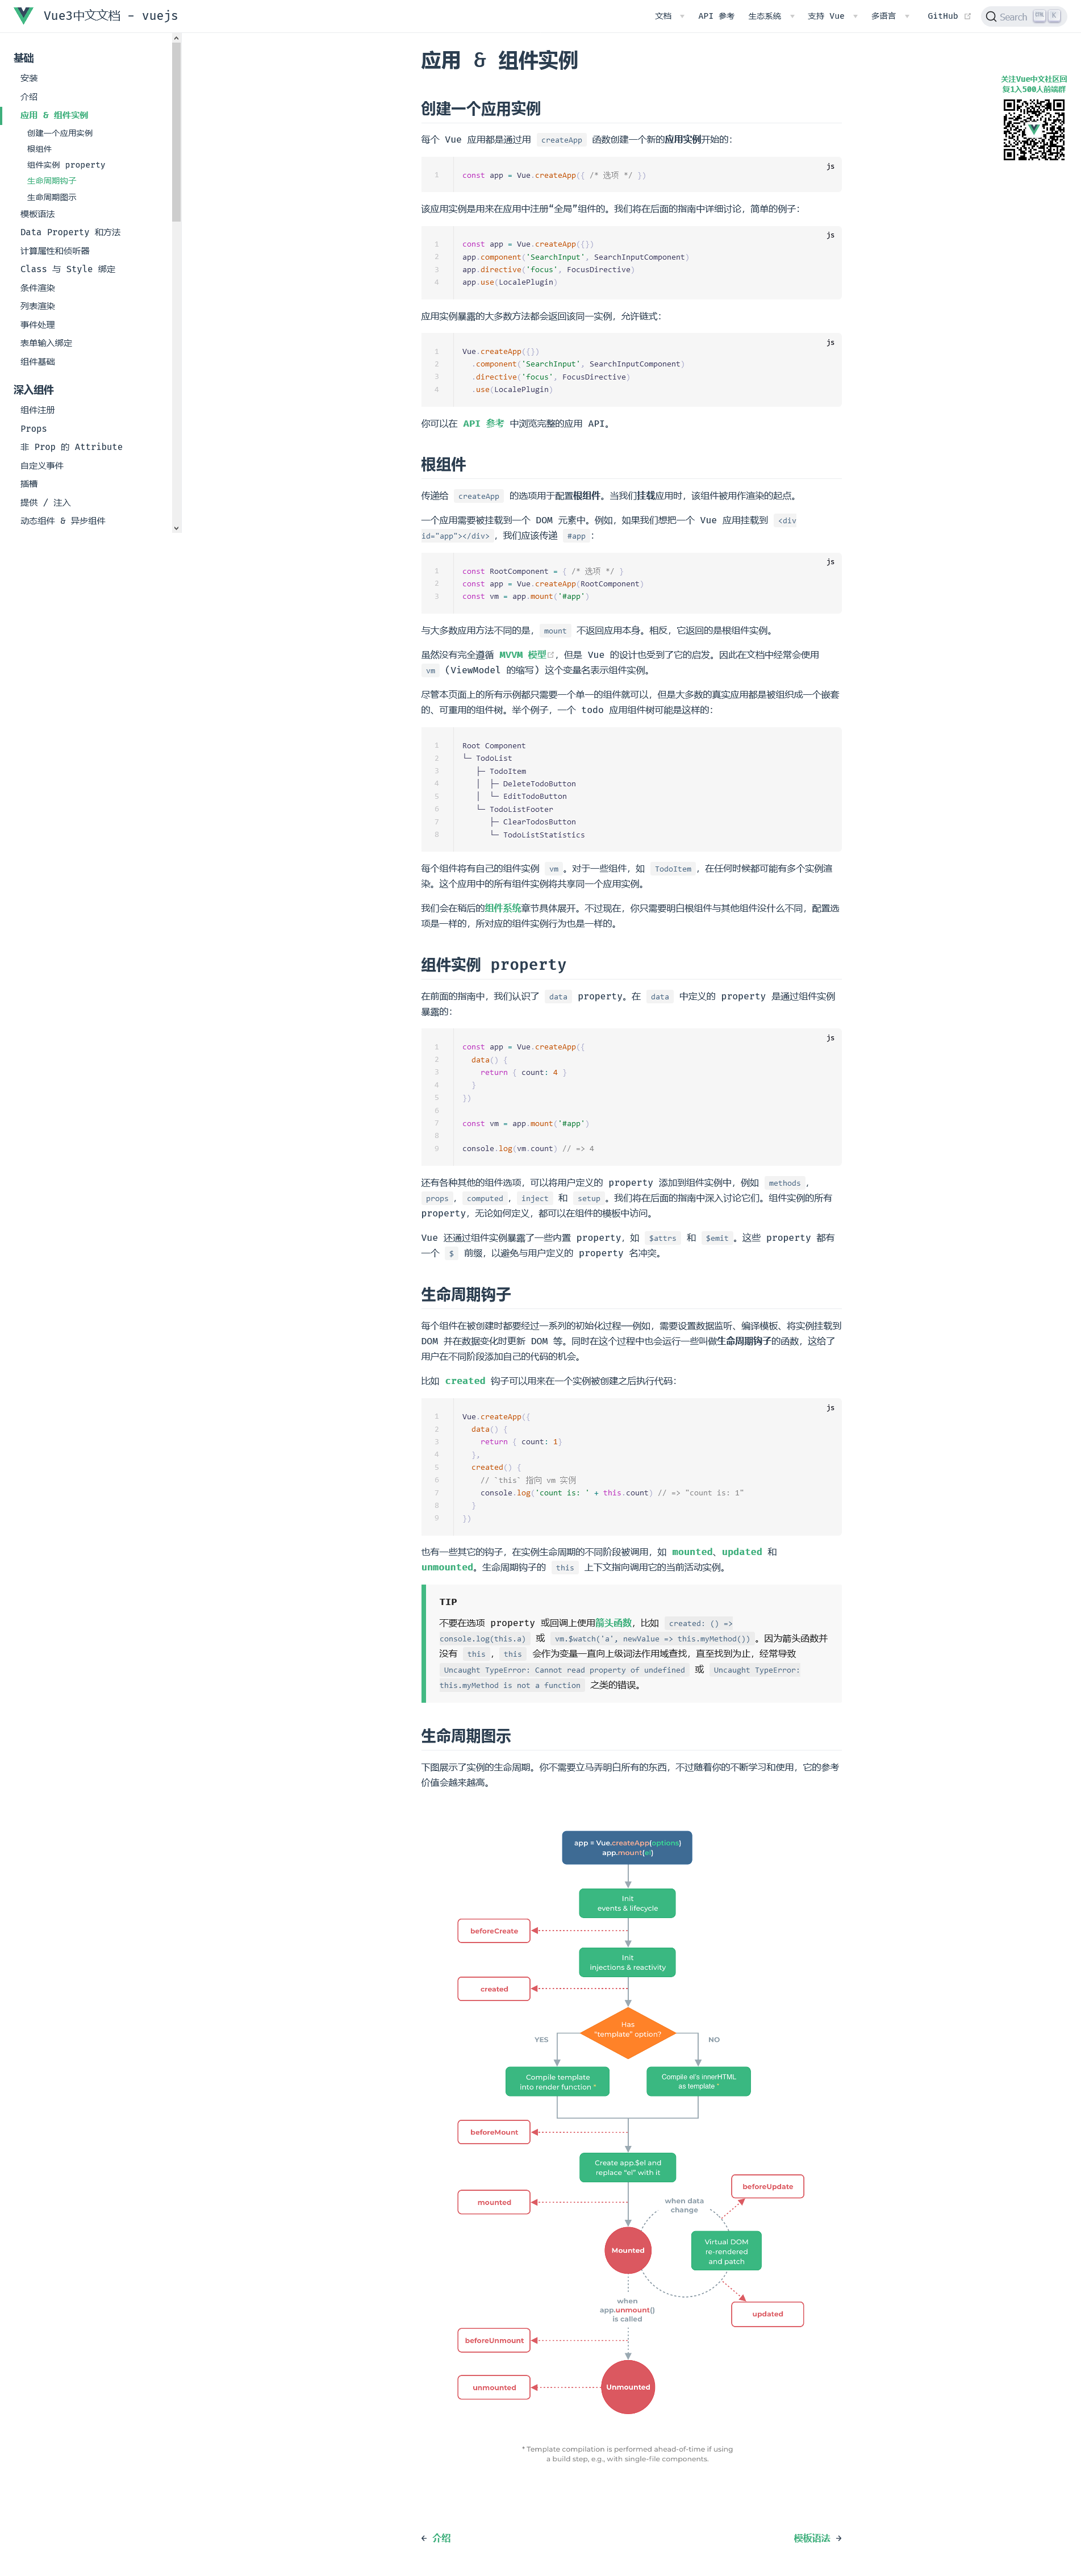 Vue3中文文档 - vuejs
文档
API 参考
生态系统
支持 Vue
多语言
GitHub
Search
K
基础
安装
介绍
应用 & 组件实例
创建一个应用实例
根组件
组件实例 property
生命周期钩子
生命周期图示
模板语法
Data Property 和方法
计算属性和侦听器
Class 与 Style 绑定
条件渲染
列表渲染
事件处理
表单输入绑定
组件基础
深入组件
组件注册
Props
非 Prop 的 Attribute
自定义事件
插槽
提供 / 注入
动态组件 & 异步组件
关注Vue中文社区网
复1入500人前端群
应用 & 组件实例
创建一个应用实例
每个 Vue 应用都是通过用 createApp 函数创建一个新的应用实例开始的:
js
1 const app = Vue.createApp({ /* 选项 */ })
该应用实例是用来在应用中注册“全局”组件的。我们将在后面的指南中详细讨论，简单的例子：
js
1 const app = Vue.createApp({})
2 app.component('SearchInput', SearchInputComponent)
3 app.directive('focus', FocusDirective)
4 app.use(LocalePlugin)
应用实例暴露的大多数方法都会返回该同一实例，允许链式：
js
1 Vue.createApp({})
2 .component('SearchInput', SearchInputComponent)
3 .directive('focus', FocusDirective)
4 .use(LocalePlugin)
你可以在 API 参考 中浏览完整的应用 API。
根组件
传递给 createApp 的选项用于配置根组件。当我们挂载应用时，该组件被用作渲染的起点。
一个应用需要被挂载到一个 DOM 元素中。例如，如果我们想把一个 Vue 应用挂载到 <div
id="app"></div>，我们应该传递 #app：
js
1 const RootComponent = { /* 选项 */ }
2 const app = Vue.createApp(RootComponent)
3 const vm = app.mount('#app')
与大多数应用方法不同的是，mount 不返回应用本身。相反，它返回的是根组件实例。
虽然没有完全遵循 MVVM 模型，但是 Vue 的设计也受到了它的启发。因此在文档中经常会使用
vm (ViewModel 的缩写) 这个变量名表示组件实例。
尽管本页面上的所有示例都只需要一个单一的组件就可以，但是大多数的真实应用都是被组织成一个嵌套
的、可重用的组件树。举个例子，一个 todo 应用组件树可能是这样的：
1 Root Component
2 └─ TodoList
3 ├─ TodoItem
4 │ ├─ DeleteTodoButton
5 │ └─ EditTodoButton
6 └─ TodoListFooter
7 ├─ ClearTodosButton
8 └─ TodoListStatistics
每个组件将有自己的组件实例 vm。对于一些组件，如 TodoItem，在任何时候都可能有多个实例渲
染。这个应用中的所有组件实例将共享同一个应用实例。
我们会在稍后的组件系统章节具体展开。不过现在，你只需要明白根组件与其他组件没什么不同，配置选
项是一样的，所对应的组件实例行为也是一样的。
组件实例 property
在前面的指南中，我们认识了 data property。在 data 中定义的 property 是通过组件实例
暴露的：
js
1 const app = Vue.createApp({
2 data() {
3 return { count: 4 }
4 }
5 })
6
7 const vm = app.mount('#app')
8
9 console.log(vm.count) // => 4
还有各种其他的组件选项，可以将用户定义的 property 添加到组件实例中，例如 methods，
props，computed，inject 和 setup。我们将在后面的指南中深入讨论它们。组件实例的所有
property，无论如何定义，都可以在组件的模板中访问。
Vue 还通过组件实例暴露了一些内置 property，如 $attrs 和 $emit。这些 property 都有
一个 $ 前缀，以避免与用户定义的 property 名冲突。
生命周期钩子
每个组件在被创建时都要经过一系列的初始化过程——例如，需要设置数据监听、编译模板、将实例挂载到
DOM 并在数据变化时更新 DOM 等。同时在这个过程中也会运行一些叫做生命周期钩子的函数，这给了
用户在不同阶段添加自己的代码的机会。
比如 created 钩子可以用来在一个实例被创建之后执行代码：
js
1 Vue.createApp({
2 data() {
3 return { count: 1}
4 },
5 created() {
6 // `this` 指向 vm 实例
7 console.log('count is: ' + this.count) // => "count is: 1"
8 }
9 })
也有一些其它的钩子，在实例生命周期的不同阶段被调用，如 mounted、updated 和
unmounted。生命周期钩子的 this 上下文指向调用它的当前活动实例。
TIP
不要在选项 property 或回调上使用箭头函数，比如 created: () =>
console.log(this.a) 或 vm.$watch('a', newValue => this.myMethod())。因为箭头函数并
没有 this，this 会作为变量一直向上级词法作用域查找，直至找到为止，经常导致
Uncaught TypeError: Cannot read property of undefined 或 Uncaught TypeError:
this.myMethod is not a function 之类的错误。
生命周期图示
下图展示了实例的生命周期。你不需要立马弄明白所有的东西，不过随着你的不断学习和使用，它的参考
价值会越来越高。
app = Vue.createApp(options)
app.mount(el)
Init
events & lifecycle
beforeCreate
Init
injections & reactivity
created
Has
“template” option?
YES
NO
Compile template
into render function *
Compile el's innerHTML
as template *
beforeMount
Create app.$el and
replace “el” with it
beforeUpdate
mounted
when data
change
Mounted
Virtual DOM
re-rendered
and patch
when
app.unmount()
is called
updated
beforeUnmount
unmounted
Unmounted
* Template compilation is performed ahead-of-time if using
a build step, e.g., with single-file components.
← 介绍
模板语法 →